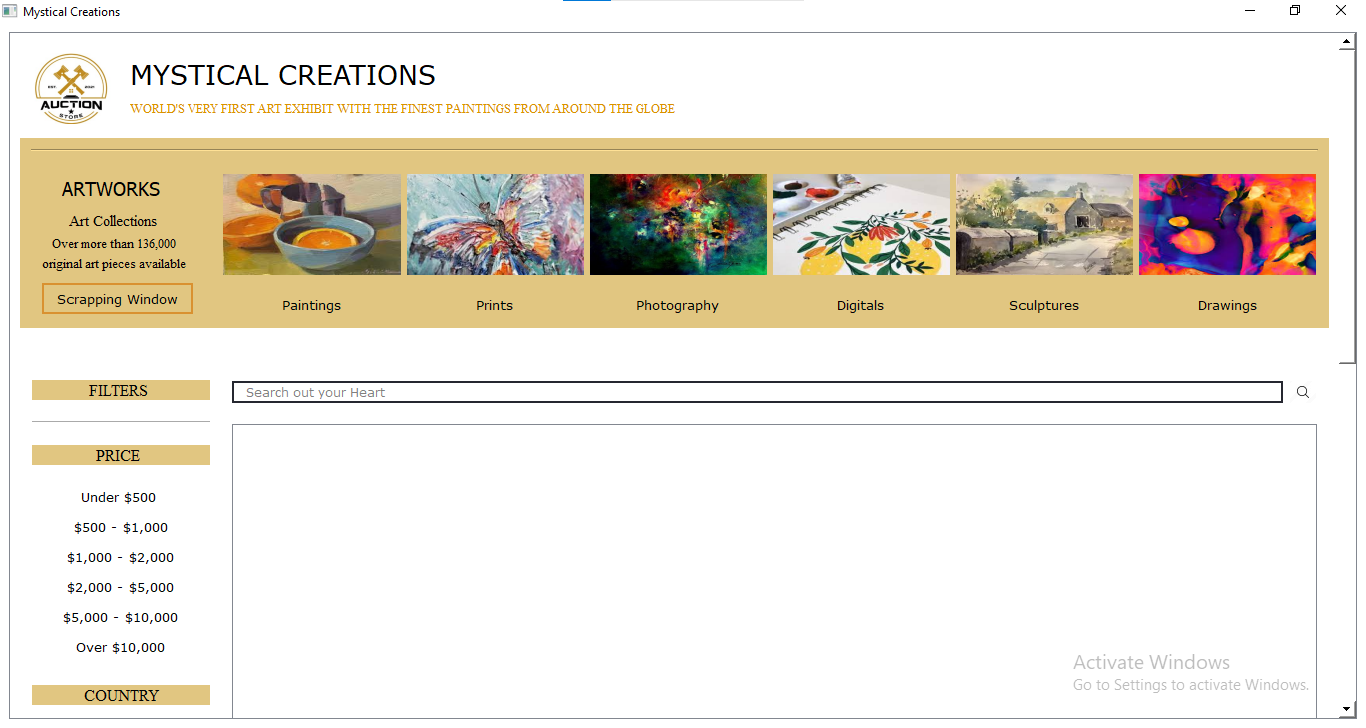 Mystical Creations
MYSTICAL CREATIONS
WORLD'S VERY FIRST ART EXHIBIT WITH THE FINEST PAINTINGS FROM AROUND THE GLOBE
AUCTION
STORE
ARTWORKS
Art Collections
Over more than 136,000
original art pieces available
Scrapping Window
Paintings
Prints
Photography
Digitals
Sculptures
Drawings
FILTERS
Search out your Heart
PRICE
Under $500
$500 - $1,000
$1,000 - $2,000
$2,000 - $5,000
$5,000 - $10,000
Over $10,000
COUNTRY
Activate Windows
Go to Settings to activate Windows.